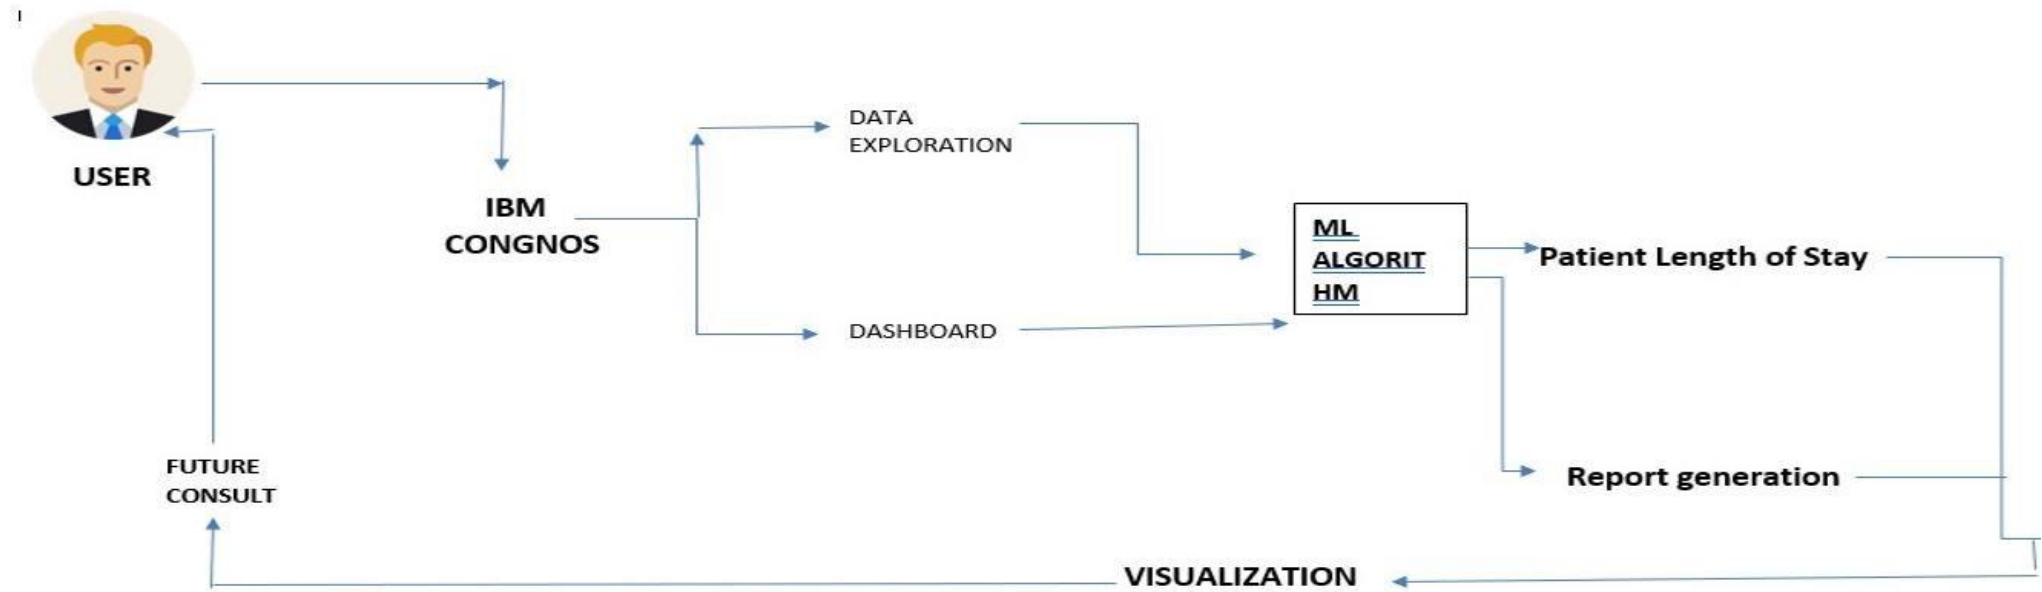 USER
IBM
CONGNOS
DATA
EXPLORATION
DASHBOARD
ML
ALGORIT
HM
Patient Length of Stay
Report generation
VISUALIZATION
FUTURE
CONSULT